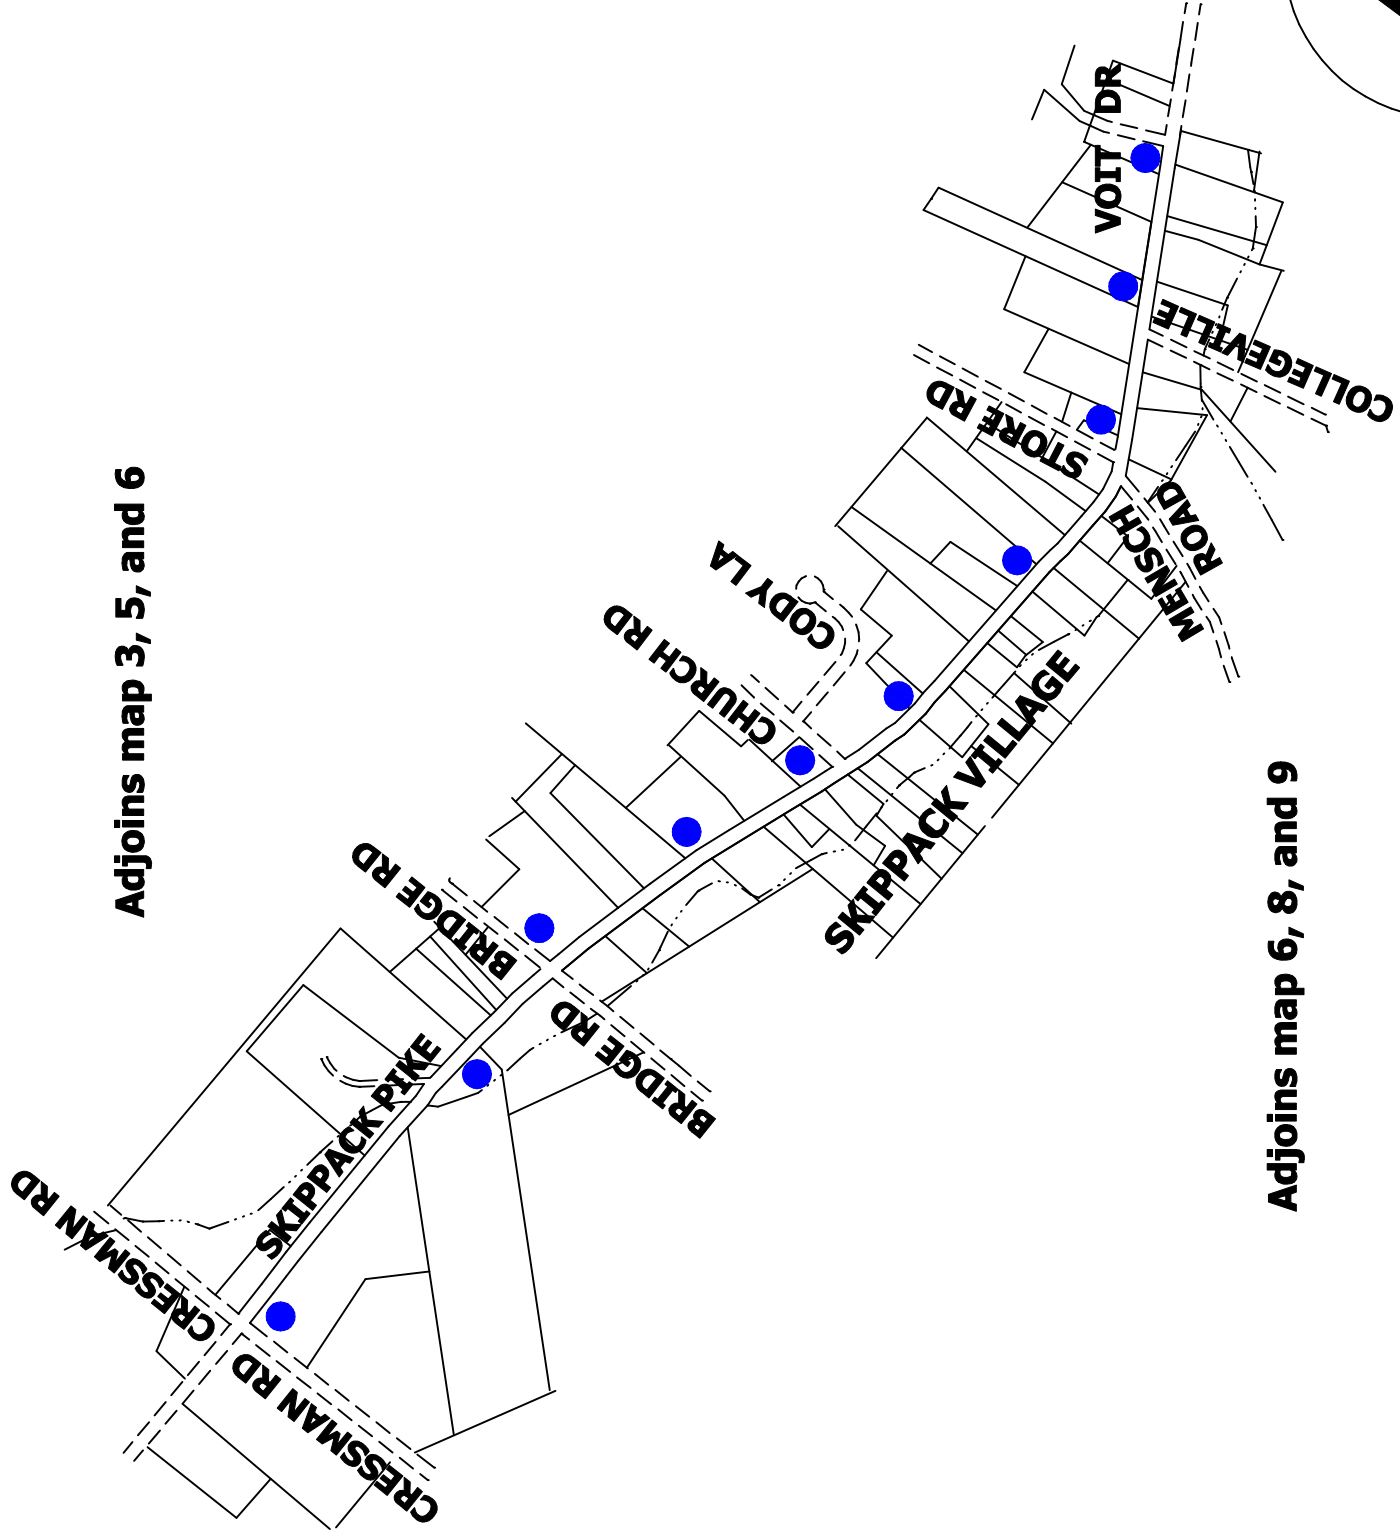 VOIT DR
COLLEGEVILLE
STORE RD
MENSCH
ROAD
CODY LA
CHURCH RD
SKIPPACK VILLAGE
Adjoins map 3, 5, and 6
BRIDGE RD
BRIDGE RD
Adjoins map 6, 8, and 9
SKIPPACK PIKE
CRESSMAN RD
CRESSMAN RD